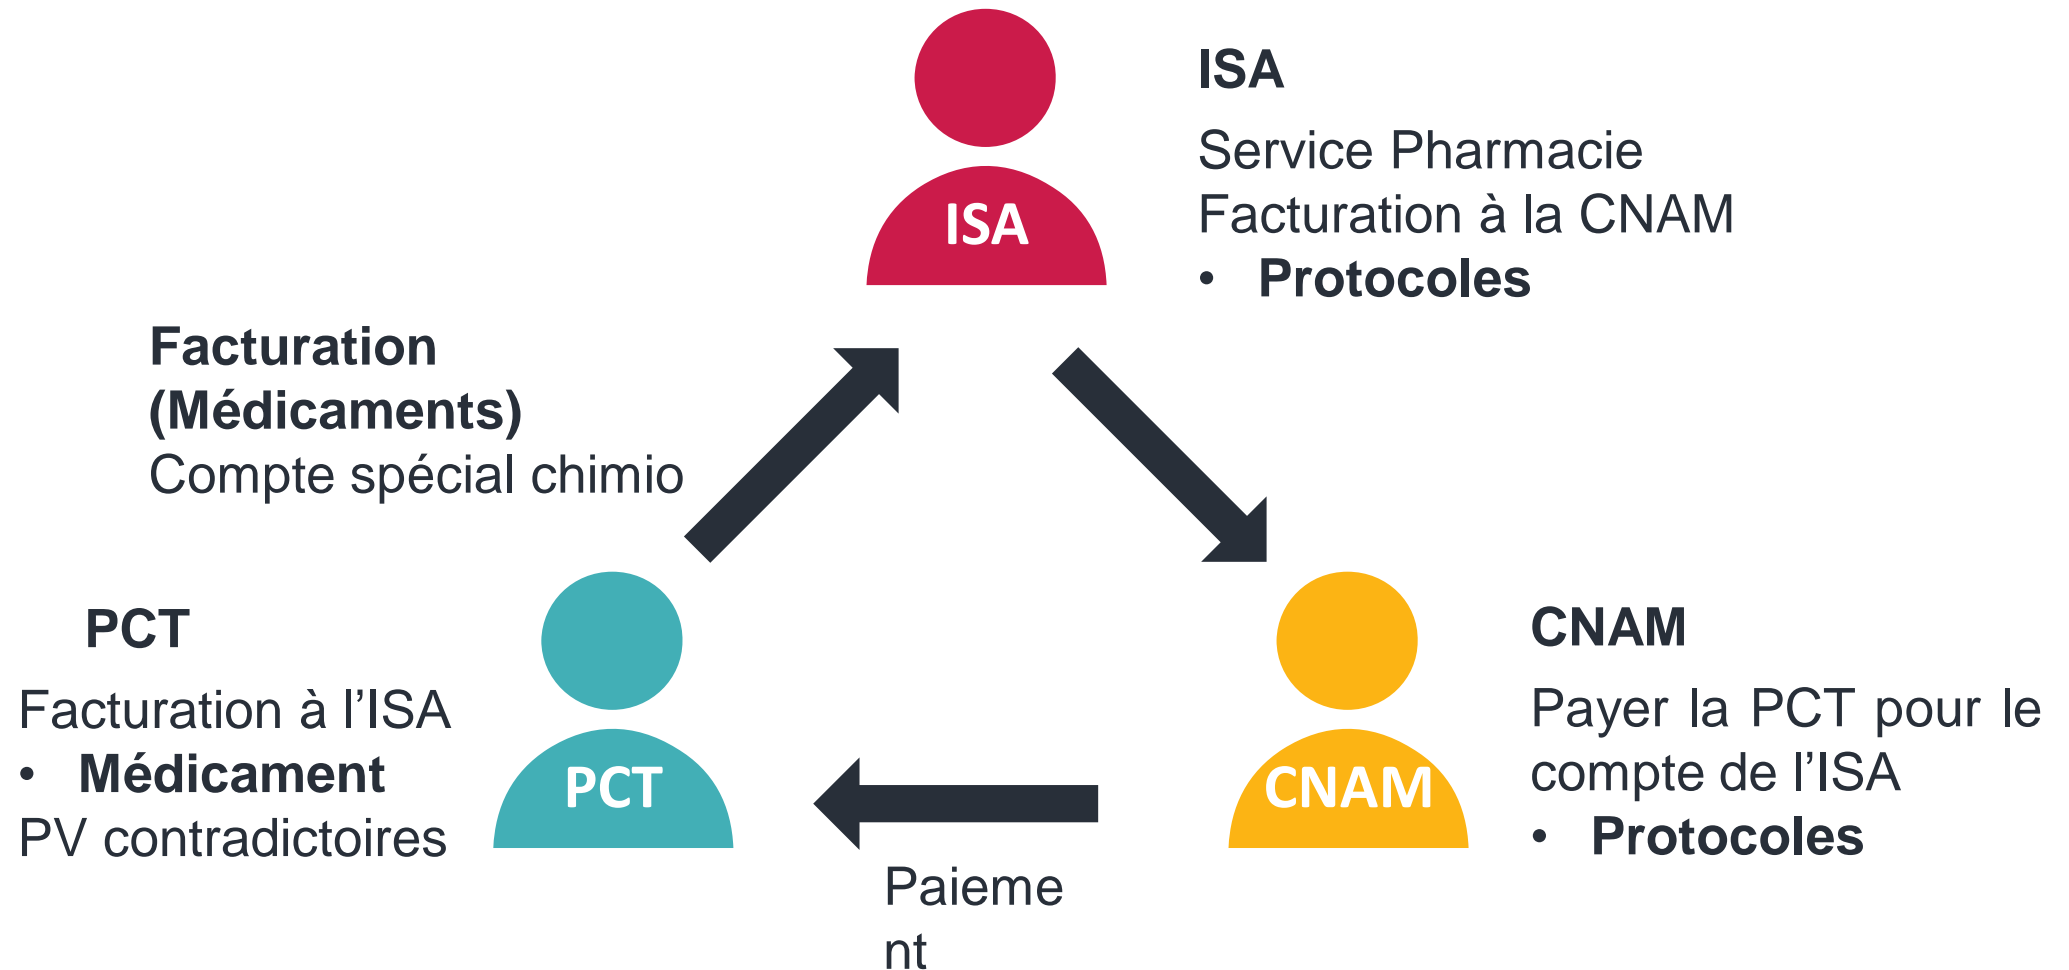 ISA
ISA
Service Pharmacie
Facturation à la CNAM
• Protocoles
Facturation
(Médicaments)
Compte spécial chimio
PCT
Facturation à l’ISA
• Médicament
PV contradictoires
PCT
CNAM
CNAM
Payer la PCT pour le
compte de l’ISA
• Protocoles
Paieme
nt